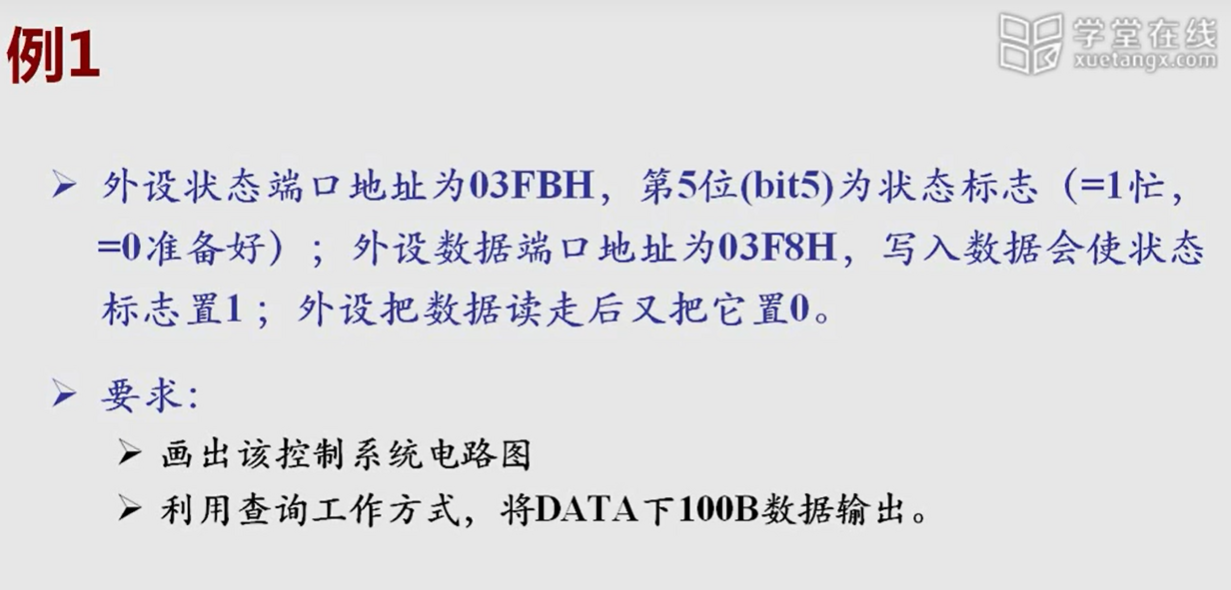 例1
学堂在线
xuetangx.com
➢ 外设状态端口地址为03FBH，第5位(bit5)为状态标志（=1忙，
=0准备好）；外设数据端口地址为03F8H，写入数据会使状态
标志置1；外设把数据读走后又把它置0。
➢ 要求：
➢ 画出该控制系统电路图
➢ 利用查询工作方式，将DATA下100B数据输出。